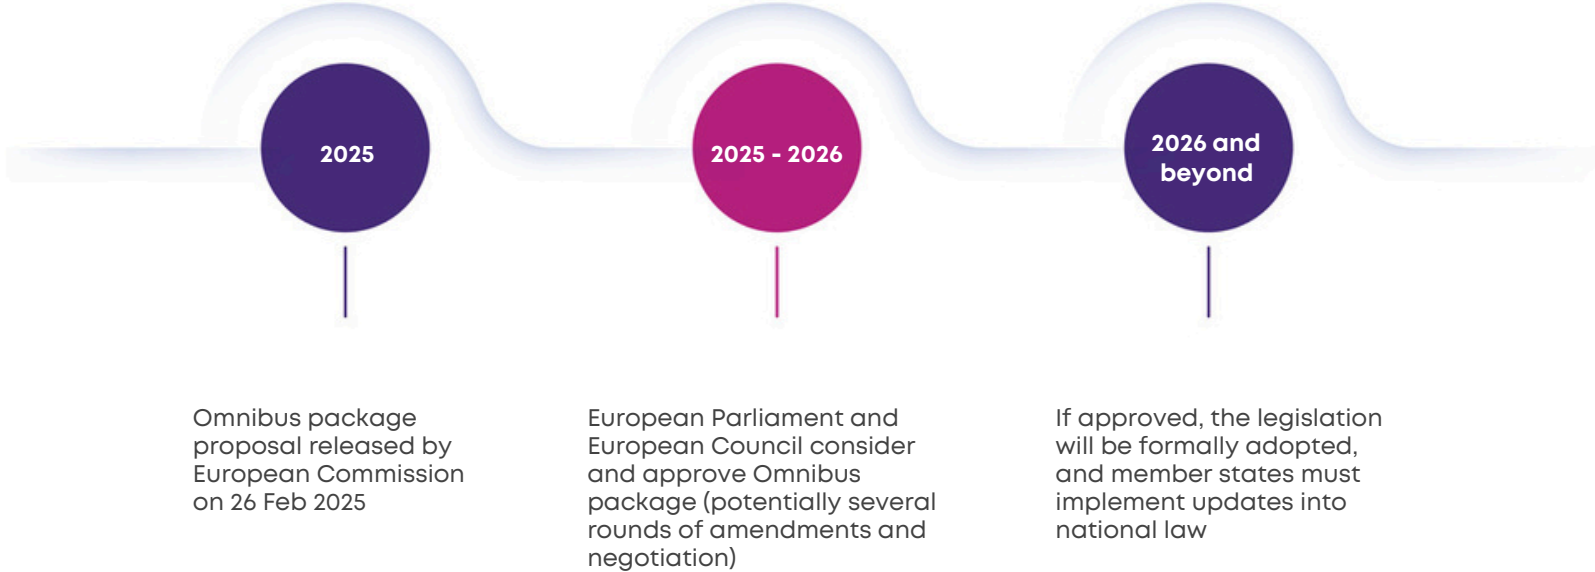 2025
2025 - 2026
2026 and
beyond
Omnibus package
proposal released by
European Commission
on 26 Feb 2025
European Parliament and
European Council consider
and approve Omnibus
package (potentially several
rounds of amendments and
negotiation)
If approved, the legislation
will be formally adopted,
and member states must
implement updates into
national law